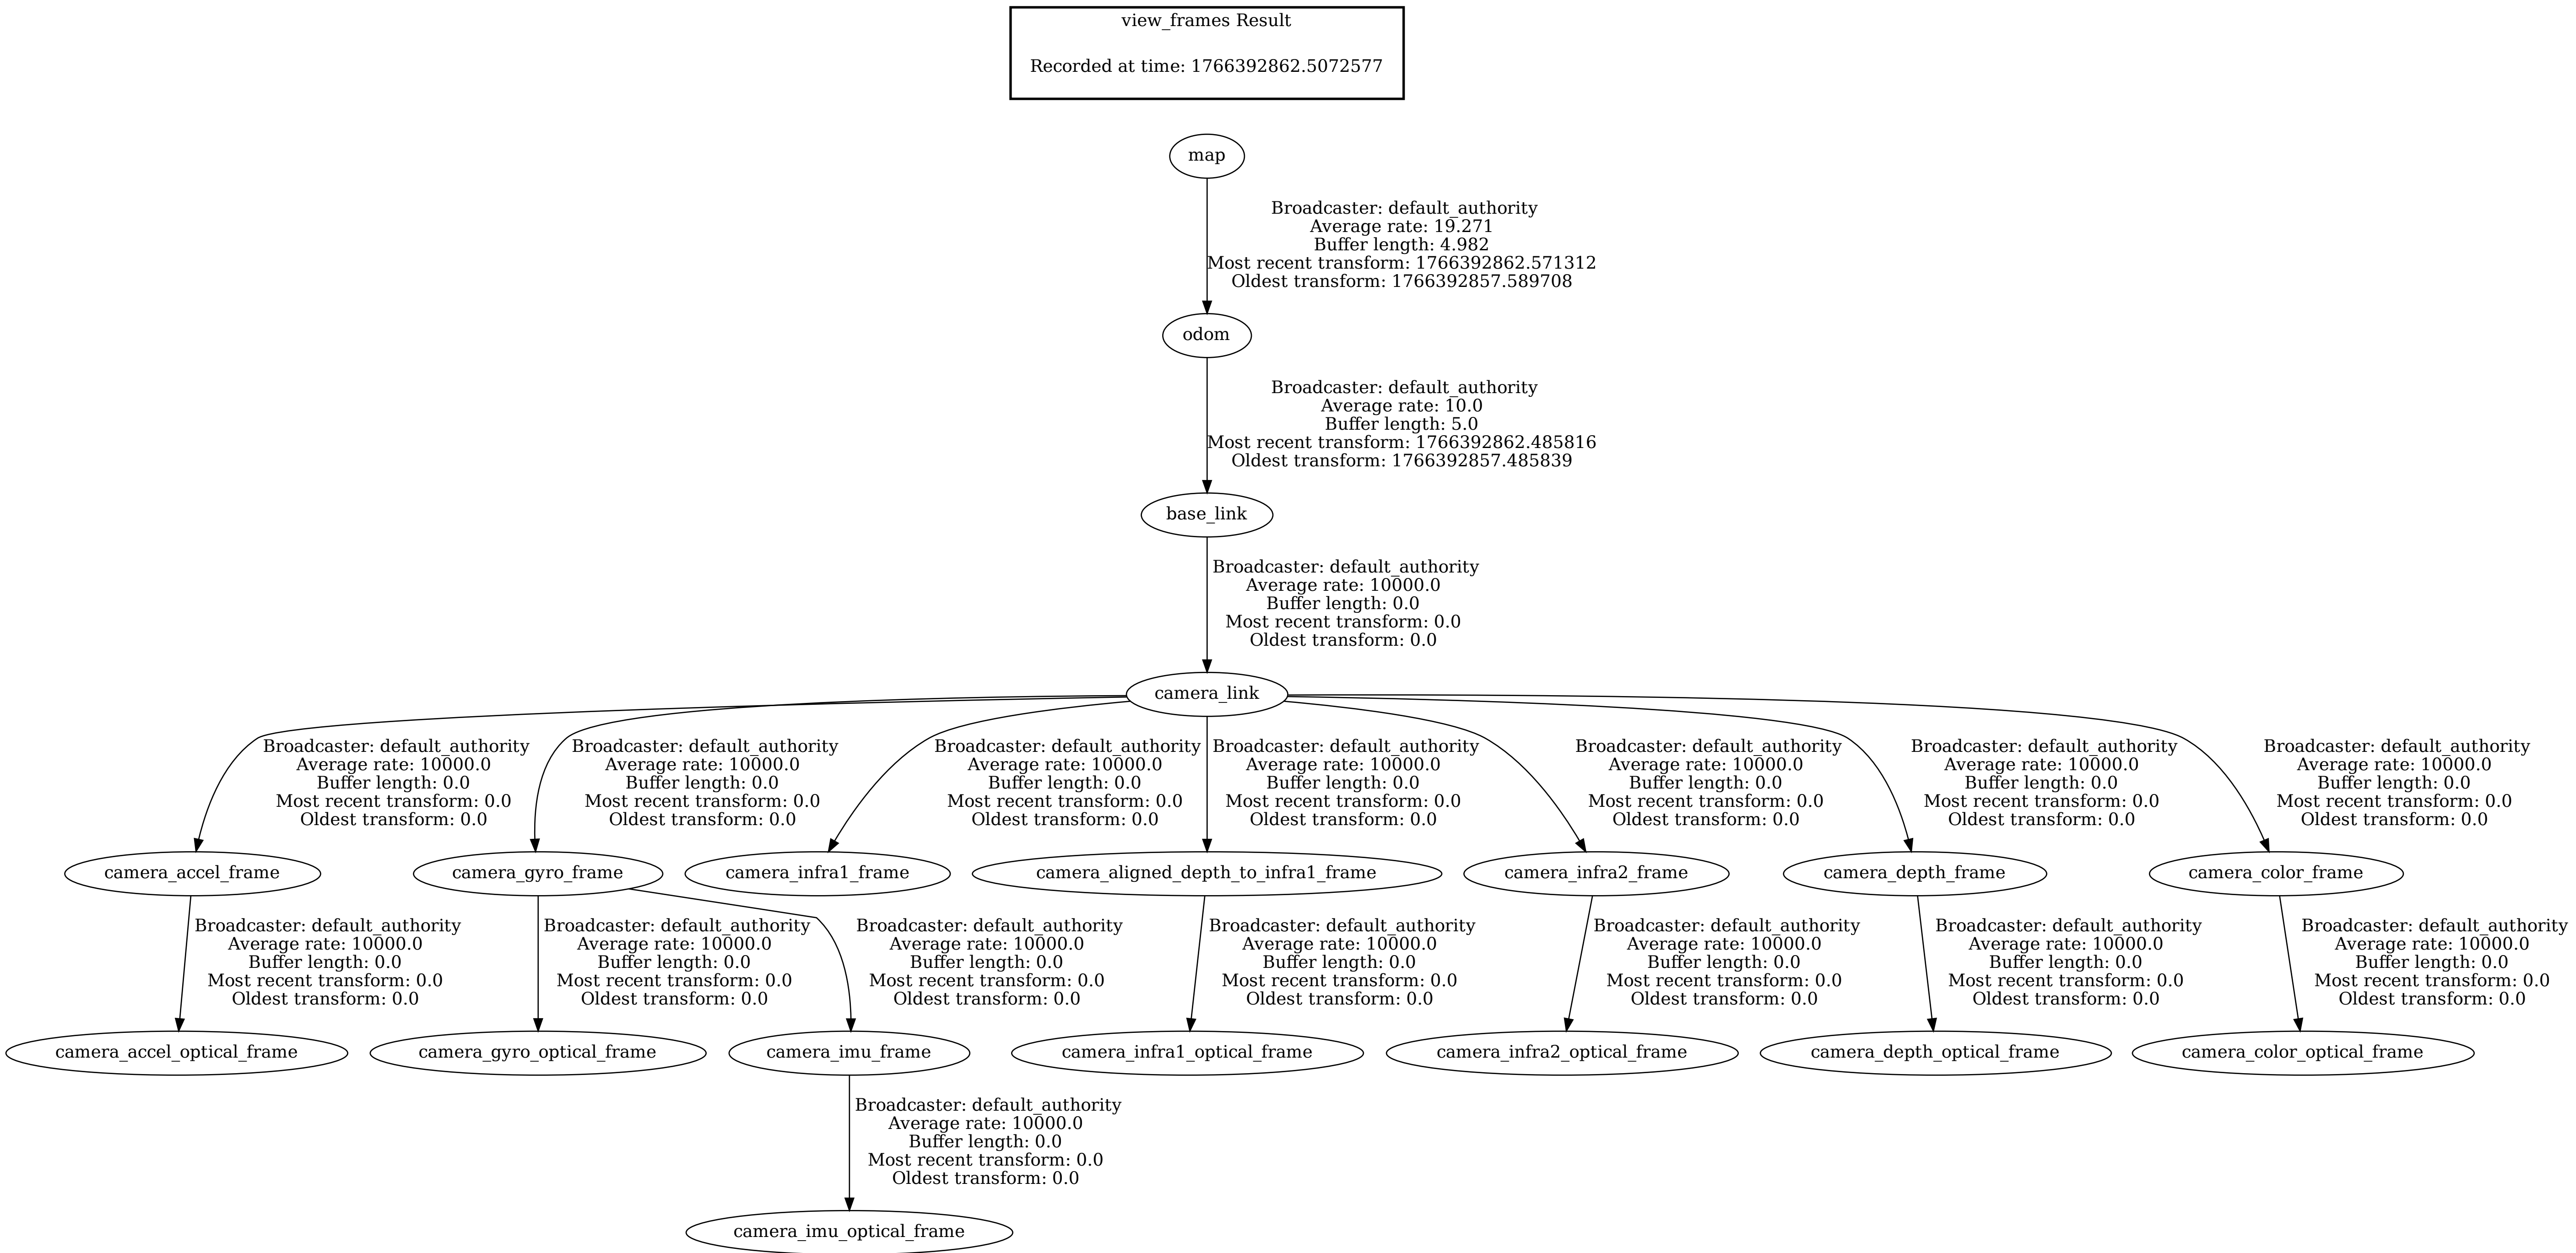 view_frames Result
Recorded at time: 1766392862.5072577
map
Broadcaster: default_authority
Average rate: 19.271
Buffer length: 4.982
Most recent transform: 1766392862.571312
Oldest transform: 1766392857.589708
odom
Broadcaster: default_authority
Average rate: 10.0
Buffer length: 5.0
Most recent transform: 1766392862.485816
Oldest transform: 1766392857.485839
base_link
Broadcaster: default_authority
Average rate: 10000.0
Buffer length: 0.0
Most recent transform: 0.0
Oldest transform: 0.0
camera_link
Broadcaster: default_authority
Average rate: 10000.0
Buffer length: 0.0
Most recent transform: 0.0
Oldest transform: 0.0
Broadcaster: default_authority
Average rate: 10000.0
Buffer length: 0.0
Most recent transform: 0.0
Oldest transform: 0.0
Broadcaster: default_authority
Average rate: 10000.0
Buffer length: 0.0
Most recent transform: 0.0
Oldest transform: 0.0
Broadcaster: default_authority
Average rate: 10000.0
Buffer length: 0.0
Most recent transform: 0.0
Oldest transform: 0.0
Broadcaster: default_authority
Average rate: 10000.0
Buffer length: 0.0
Most recent transform: 0.0
Oldest transform: 0.0
Broadcaster: default_authority
Average rate: 10000.0
Buffer length: 0.0
Most recent transform: 0.0
Oldest transform: 0.0
Broadcaster: default_authority
Average rate: 10000.0
Buffer length: 0.0
Most recent transform: 0.0
Oldest transform: 0.0
camera_accel_frame
camera_gyro_frame
camera_infra1_frame
camera_aligned_depth_to_infra1_frame
camera_infra2_frame
camera_depth_frame
camera_color_frame
Broadcaster: default_authority
Average rate: 10000.0
Buffer length: 0.0
Most recent transform: 0.0
Oldest transform: 0.0
Broadcaster: default_authority
Average rate: 10000.0
Buffer length: 0.0
Most recent transform: 0.0
Oldest transform: 0.0
Broadcaster: default_authority
Average rate: 10000.0
Buffer length: 0.0
Most recent transform: 0.0
Oldest transform: 0.0
Broadcaster: default_authority
Average rate: 10000.0
Buffer length: 0.0
Most recent transform: 0.0
Oldest transform: 0.0
Broadcaster: default_authority
Average rate: 10000.0
Buffer length: 0.0
Most recent transform: 0.0
Oldest transform: 0.0
Broadcaster: default_authority
Average rate: 10000.0
Buffer length: 0.0
Most recent transform: 0.0
Oldest transform: 0.0
Broadcaster: default_authority
Average rate: 10000.0
Buffer length: 0.0
Most recent transform: 0.0
Oldest transform: 0.0
camera_accel_optical_frame
camera_gyro_optical_frame
camera_imu_frame
camera_infra1_optical_frame
camera_infra2_optical_frame
camera_depth_optical_frame
camera_color_optical_frame
Broadcaster: default_authority
Average rate: 10000.0
Buffer length: 0.0
Most recent transform: 0.0
Oldest transform: 0.0
camera_imu_optical_frame